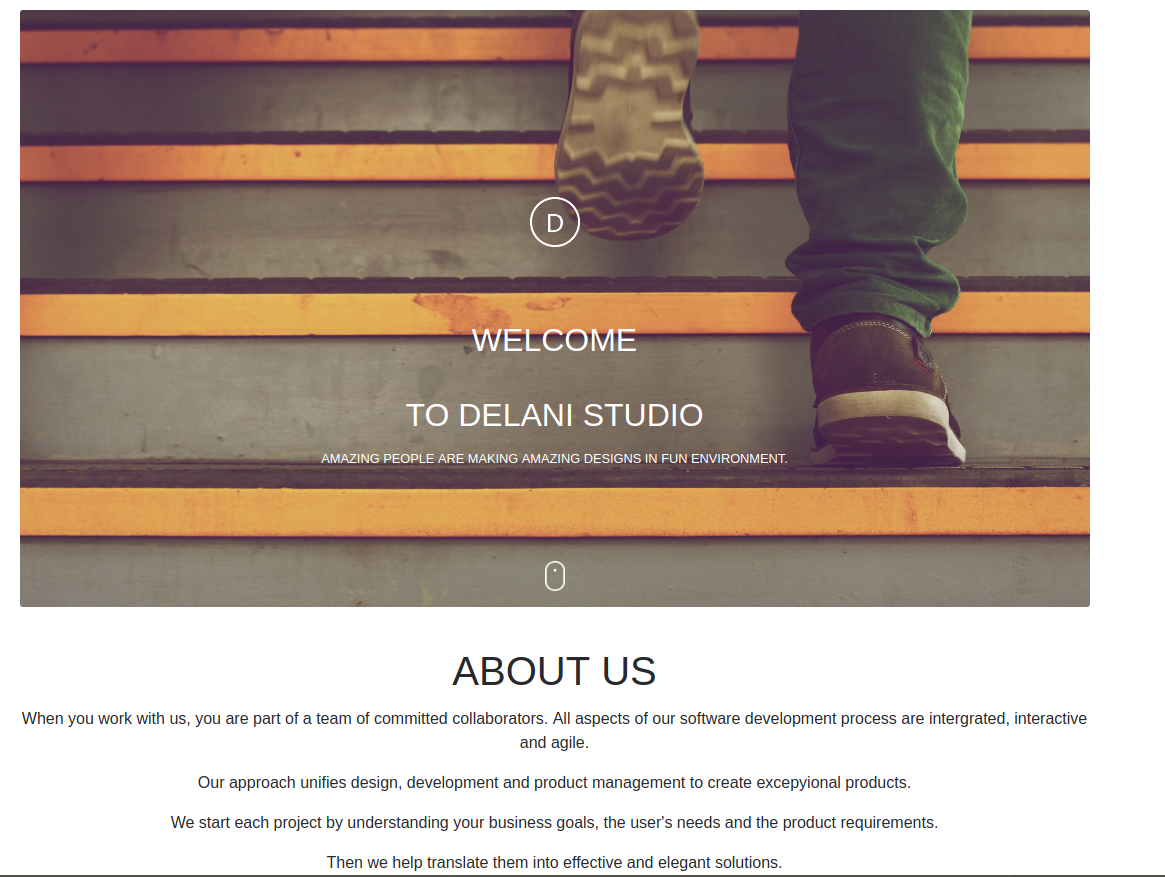 D
WELCOME
TO DELANI STUDIO
AMAZING PEOPLE ARE MAKING AMAZING DESIGNS IN FUN ENVIRONMENT.
ABOUT US
When you work with us, you are part of a team of committed collaborators. All aspects of our software development process are intergrated, interactive
and agile.
Our approach unifies design, development and product management to create excepyional products.
We start each project by understanding your business goals, the user's needs and the product requirements.
Then we help translate them into effective and elegant solutions.